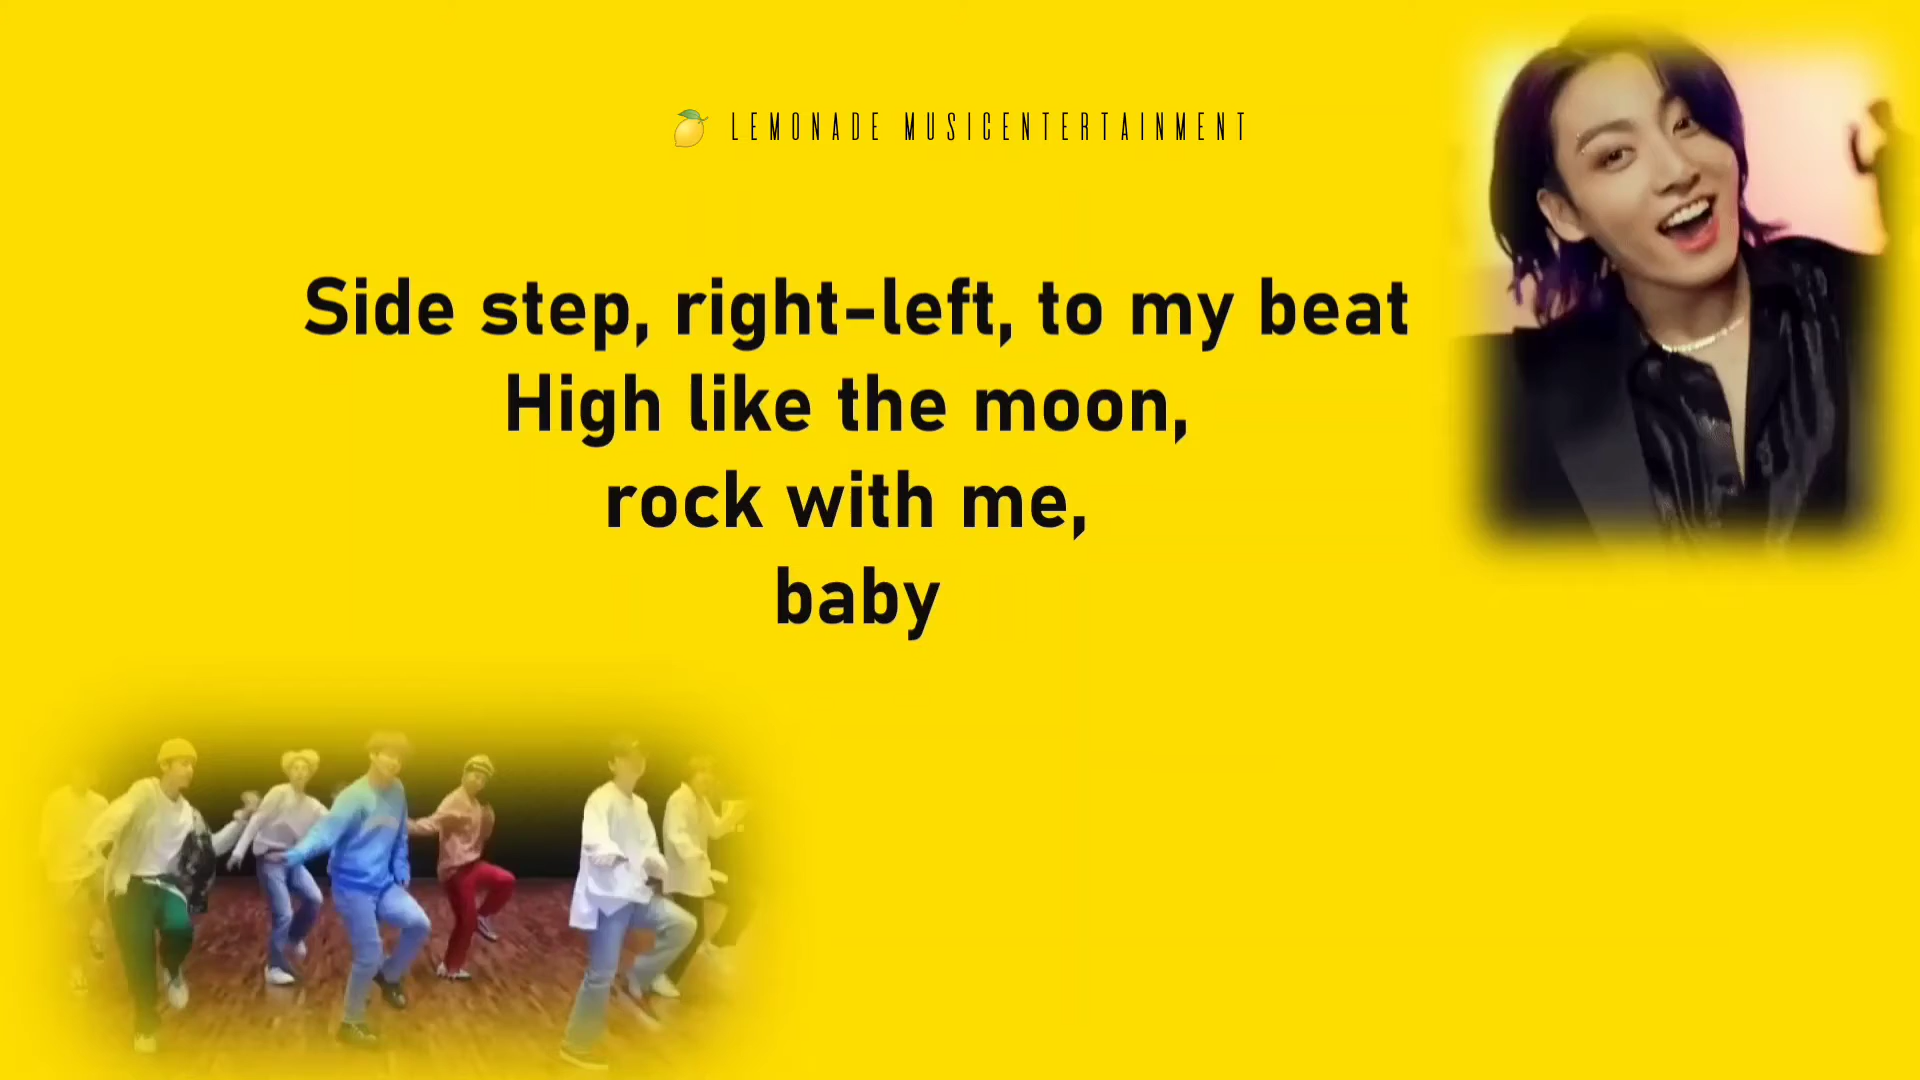 LEMONADE MUSICENTERTAINMENT
Side step, right-left, to my beat
High like the moon,
rock with me,
baby